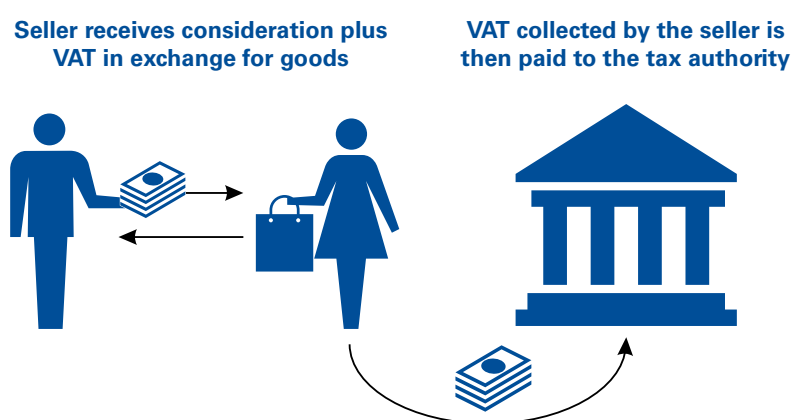 Seller receives consideration plus
VAT in exchange for goods
VAT collected by the seller is
then paid to the tax authority